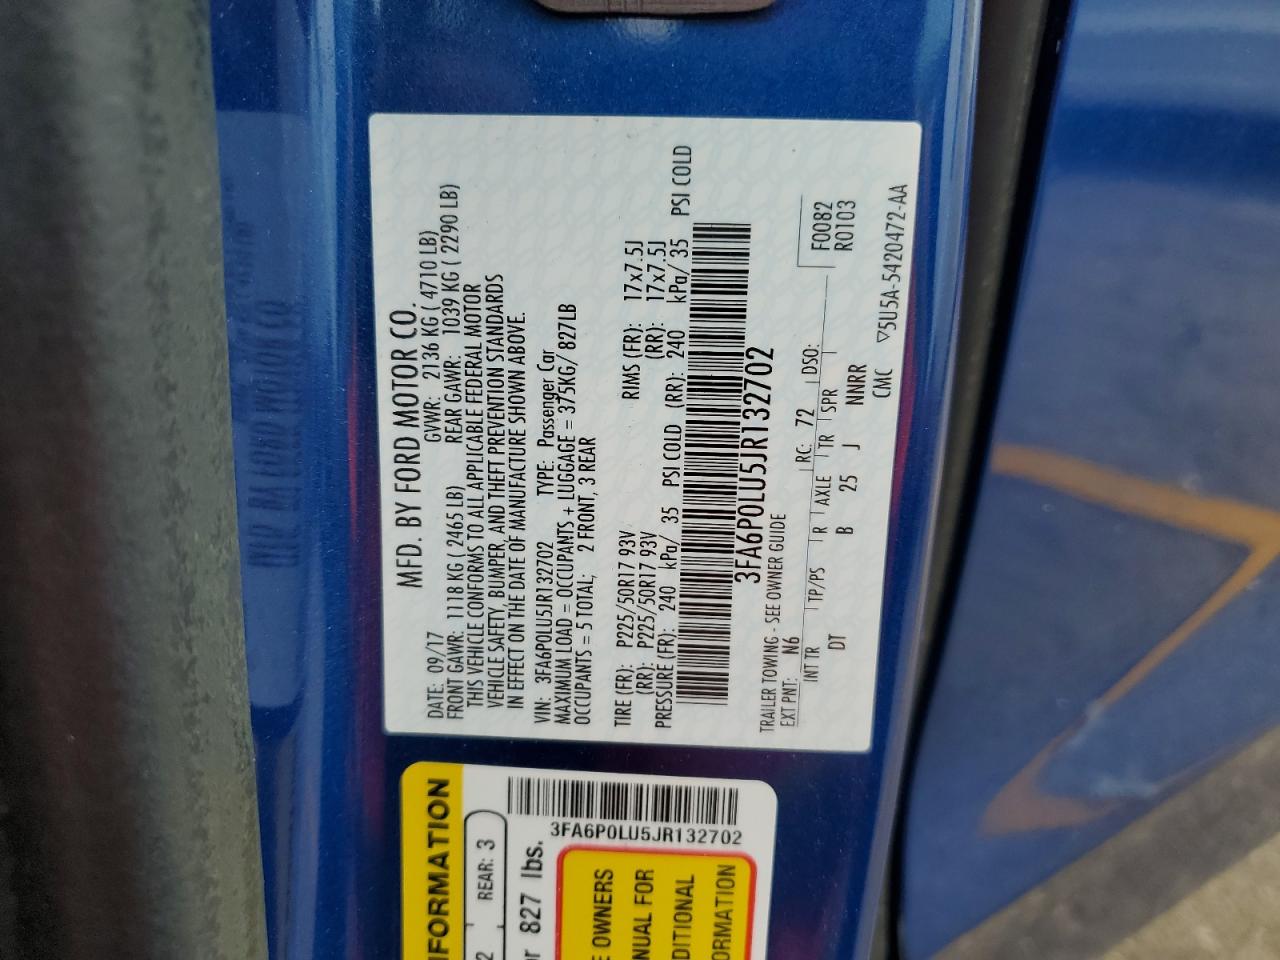 MFD. BY FORD MOTOR CO.
DATE: 09/17 GVWR: 2136 KG ( 4710 LB)
FRONT GAWR: 1118 KG ( 2465 LB) REAR GAWR: 1039 KG ( 2290 LB)
THIS VEHICLE CONFORMS TO ALL APPLICABLE FEDERAL MOTOR
VEHICLE SAFETY, BUMPER, AND THEFT PREVENTION STANDARDS
IN EFFECT ON THE DATE OF MANUFACTURE SHOWN ABOVE.
VIN: 3FA6P0LU5JR132702 TYPE: Passenger Car
MAXIMUM LOAD = OCCUPANTS + LUGGAGE = 375KG/ 827LB
OCCUPANTS = 5 TOTAL; 2 FRONT, 3 REAR
TIRE (FR): P225/50R17 93V RIMS (FR): 17x7.5J
(RR): P225/50R17 93V (RR): 17x7.5J
PRESSURE (FR): 240 kPa/ 35 PSI COLD (RR): 240 kPa/ 35 PSI COLD
3FA6P0LU5JR132702
TRAILER TOWING - SEE OWNER GUIDE
EXT PNT: N6 RC: 72 DSO: F0082
INT TR TP/PS R AXLE TR SPR R0103
DT B 25 J NNRR
CMC ▽5U5A-5420472-AA
FORMATION
2 REAR: 3
827 lbs.
3FA6P0LU5JR132702
OWNERS
NUAL FOR
DITIONAL
ORMATION